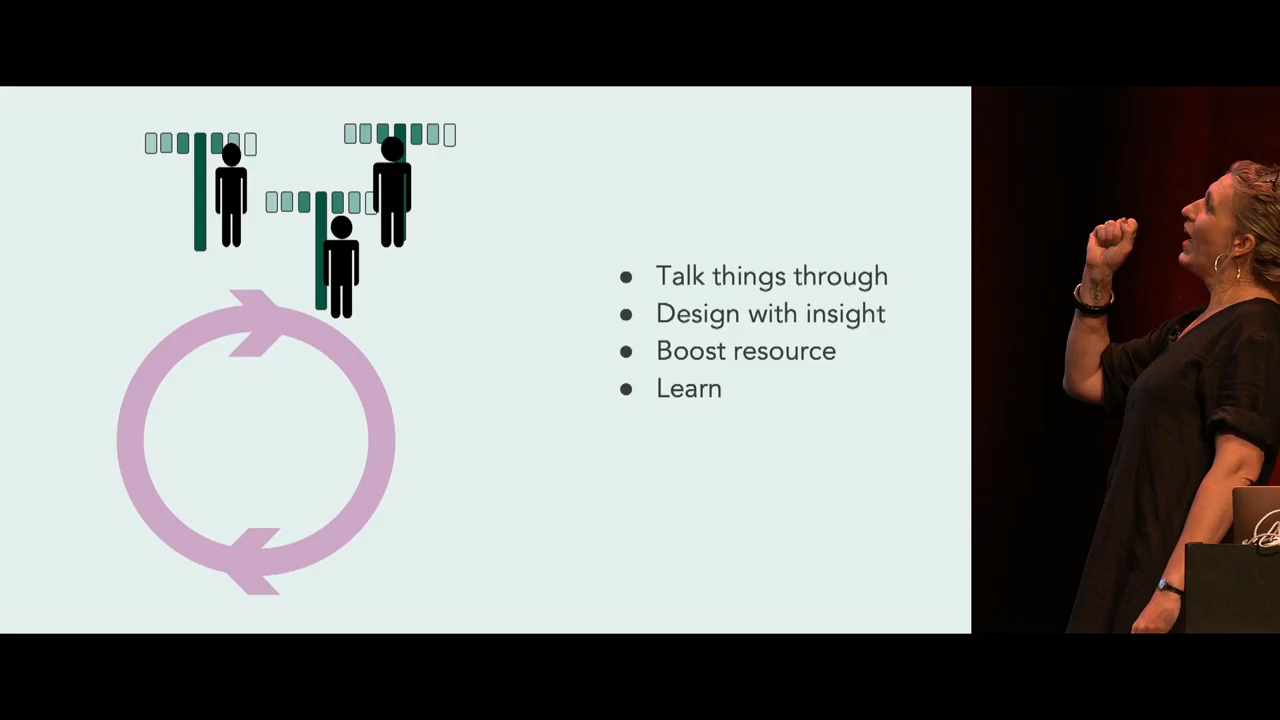 Talk things through
Design with insight
Boost resource
Learn